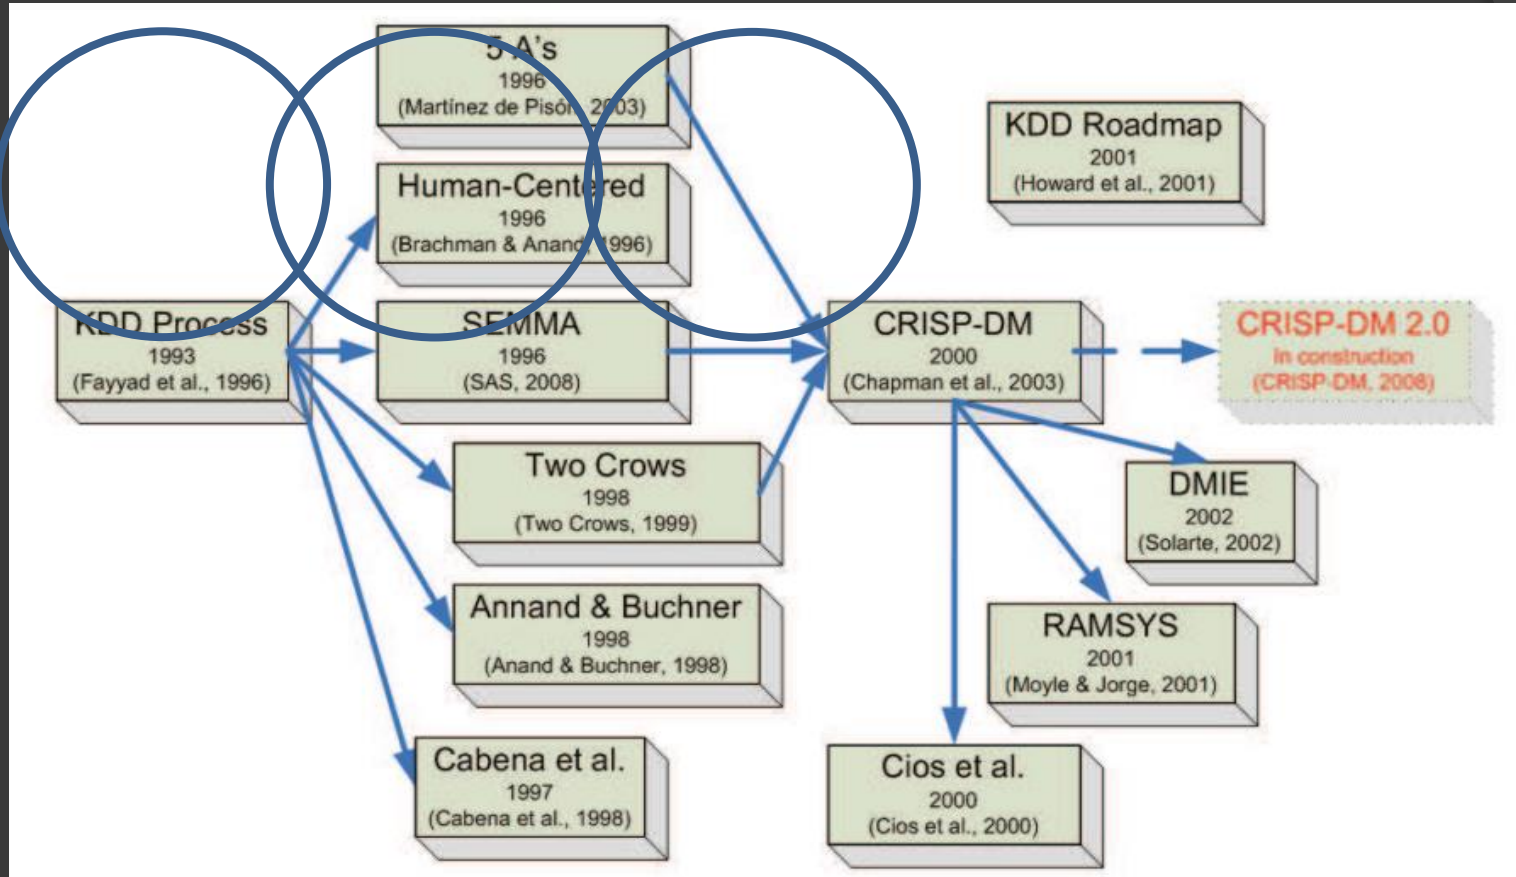 5 A's
1996
(Martínez de Pisón, 2003)
KDD Roadmap
2001
(Howard et al., 2001)
Human-Centered
1996
(Brachman & Anand, 1996)
KDD Process
1993
(Fayyad et al., 1996)
SEMMA
1996
(SAS, 2008)
CRISP-DM
2000
(Chapman et al., 2003)
CRISP-DM 2.0
In construction
(CRISP-DM, 2008)
Two Crows
1998
(Two Crows, 1999)
DMIE
2002
(Solarte, 2002)
Annand & Buchner
1998
(Anand & Buchner, 1998)
RAMSYS
2001
(Moyle & Jorge, 2001)
Cabena et al.
1997
(Cabena et al., 1998)
Cios et al.
2000
(Cios et al., 2000)